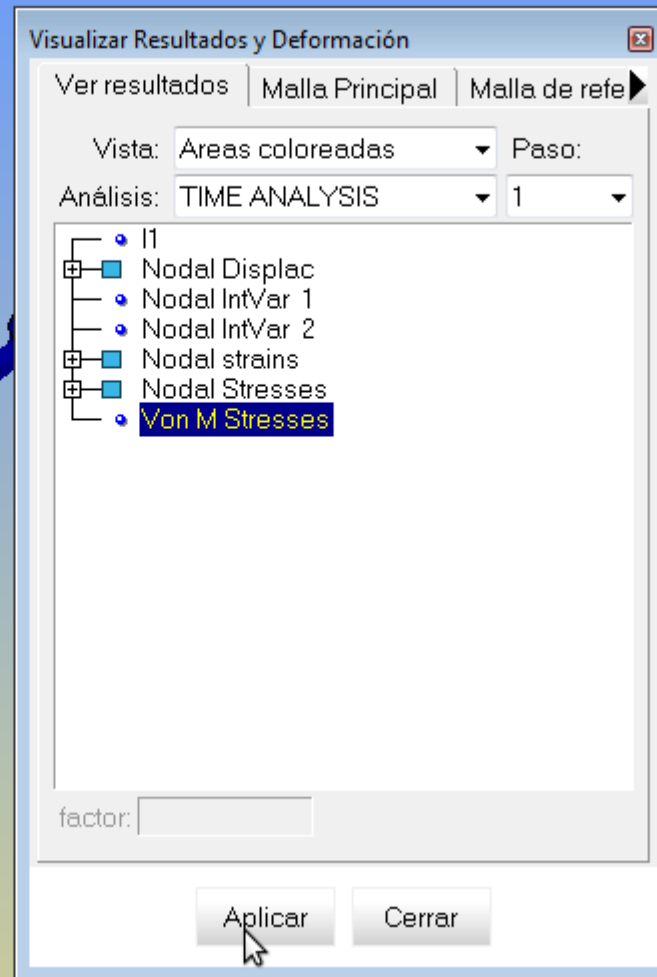 Visualizar Resultados y Deformación
Ver resultados Malla Principal Malla de refe
Vista: Areas coloreadas Paso:
Análisis: TIME ANALYSIS 1
I1
Nodal Displac
Nodal IntVar 1
Nodal IntVar 2
Nodal strains
Nodal Stresses
Von M Stresses
factor:
Aplicar Cerrar